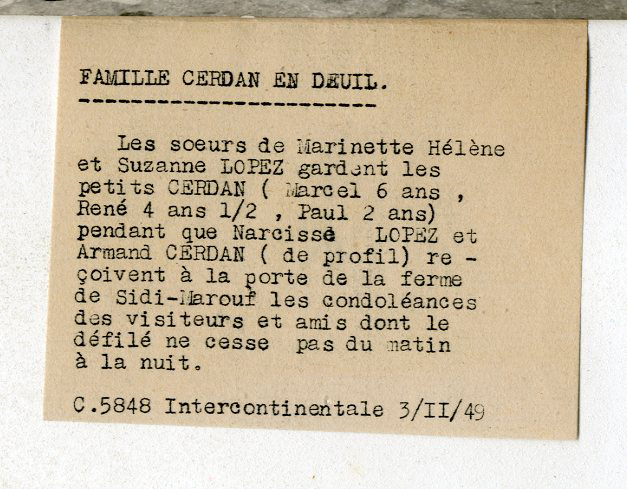 FAMILLE CERDAN EN DEUIL.
Les soeurs de Marinette Hélène
et Suzanne LOPEZ gardent les
petits CERDAN ( Marcel 6 ans ,
René 4 ans 1/2 , Paul 2 ans)
pendant que Narcisse LOPEZ et
Armand CERDAN ( de profil) re -
çoivent à la porte de la ferme
de Sidi-Marouf les condoléances
des visiteurs et amis dont le
défilé ne cesse pas du matin
à la nuit.
C.5848 Intercontinentale 3/II/49